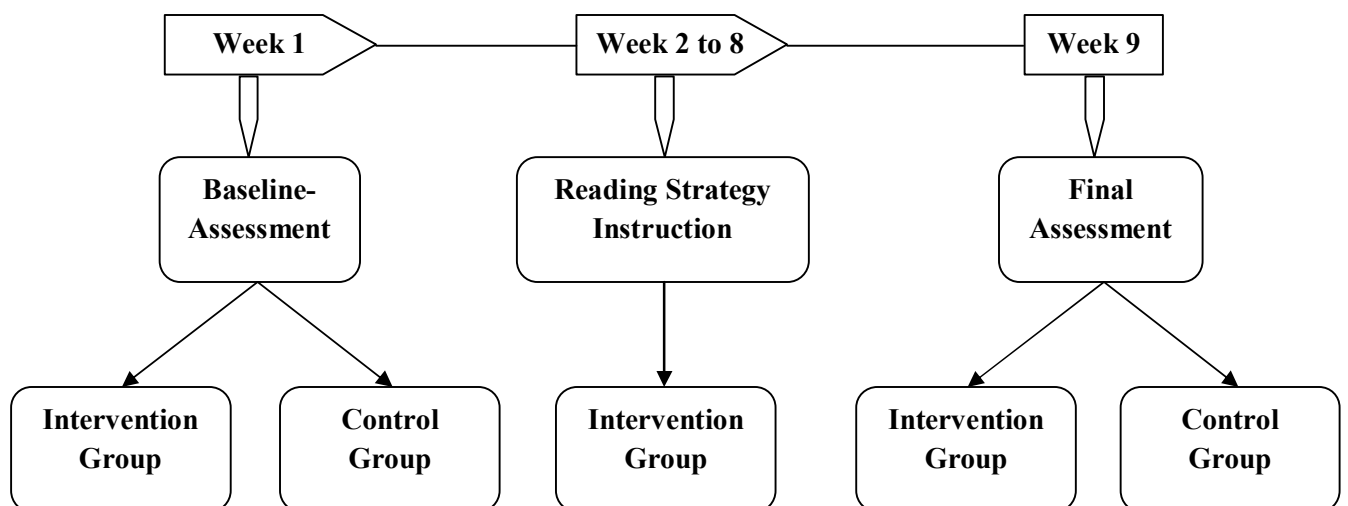 Week 1
Week 2 to 8
Week 9
Baseline-
Assessment
Reading Strategy
Instruction
Final
Assessment
Intervention
Group
Control
Group
Intervention
Group
Intervention
Group
Control
Group